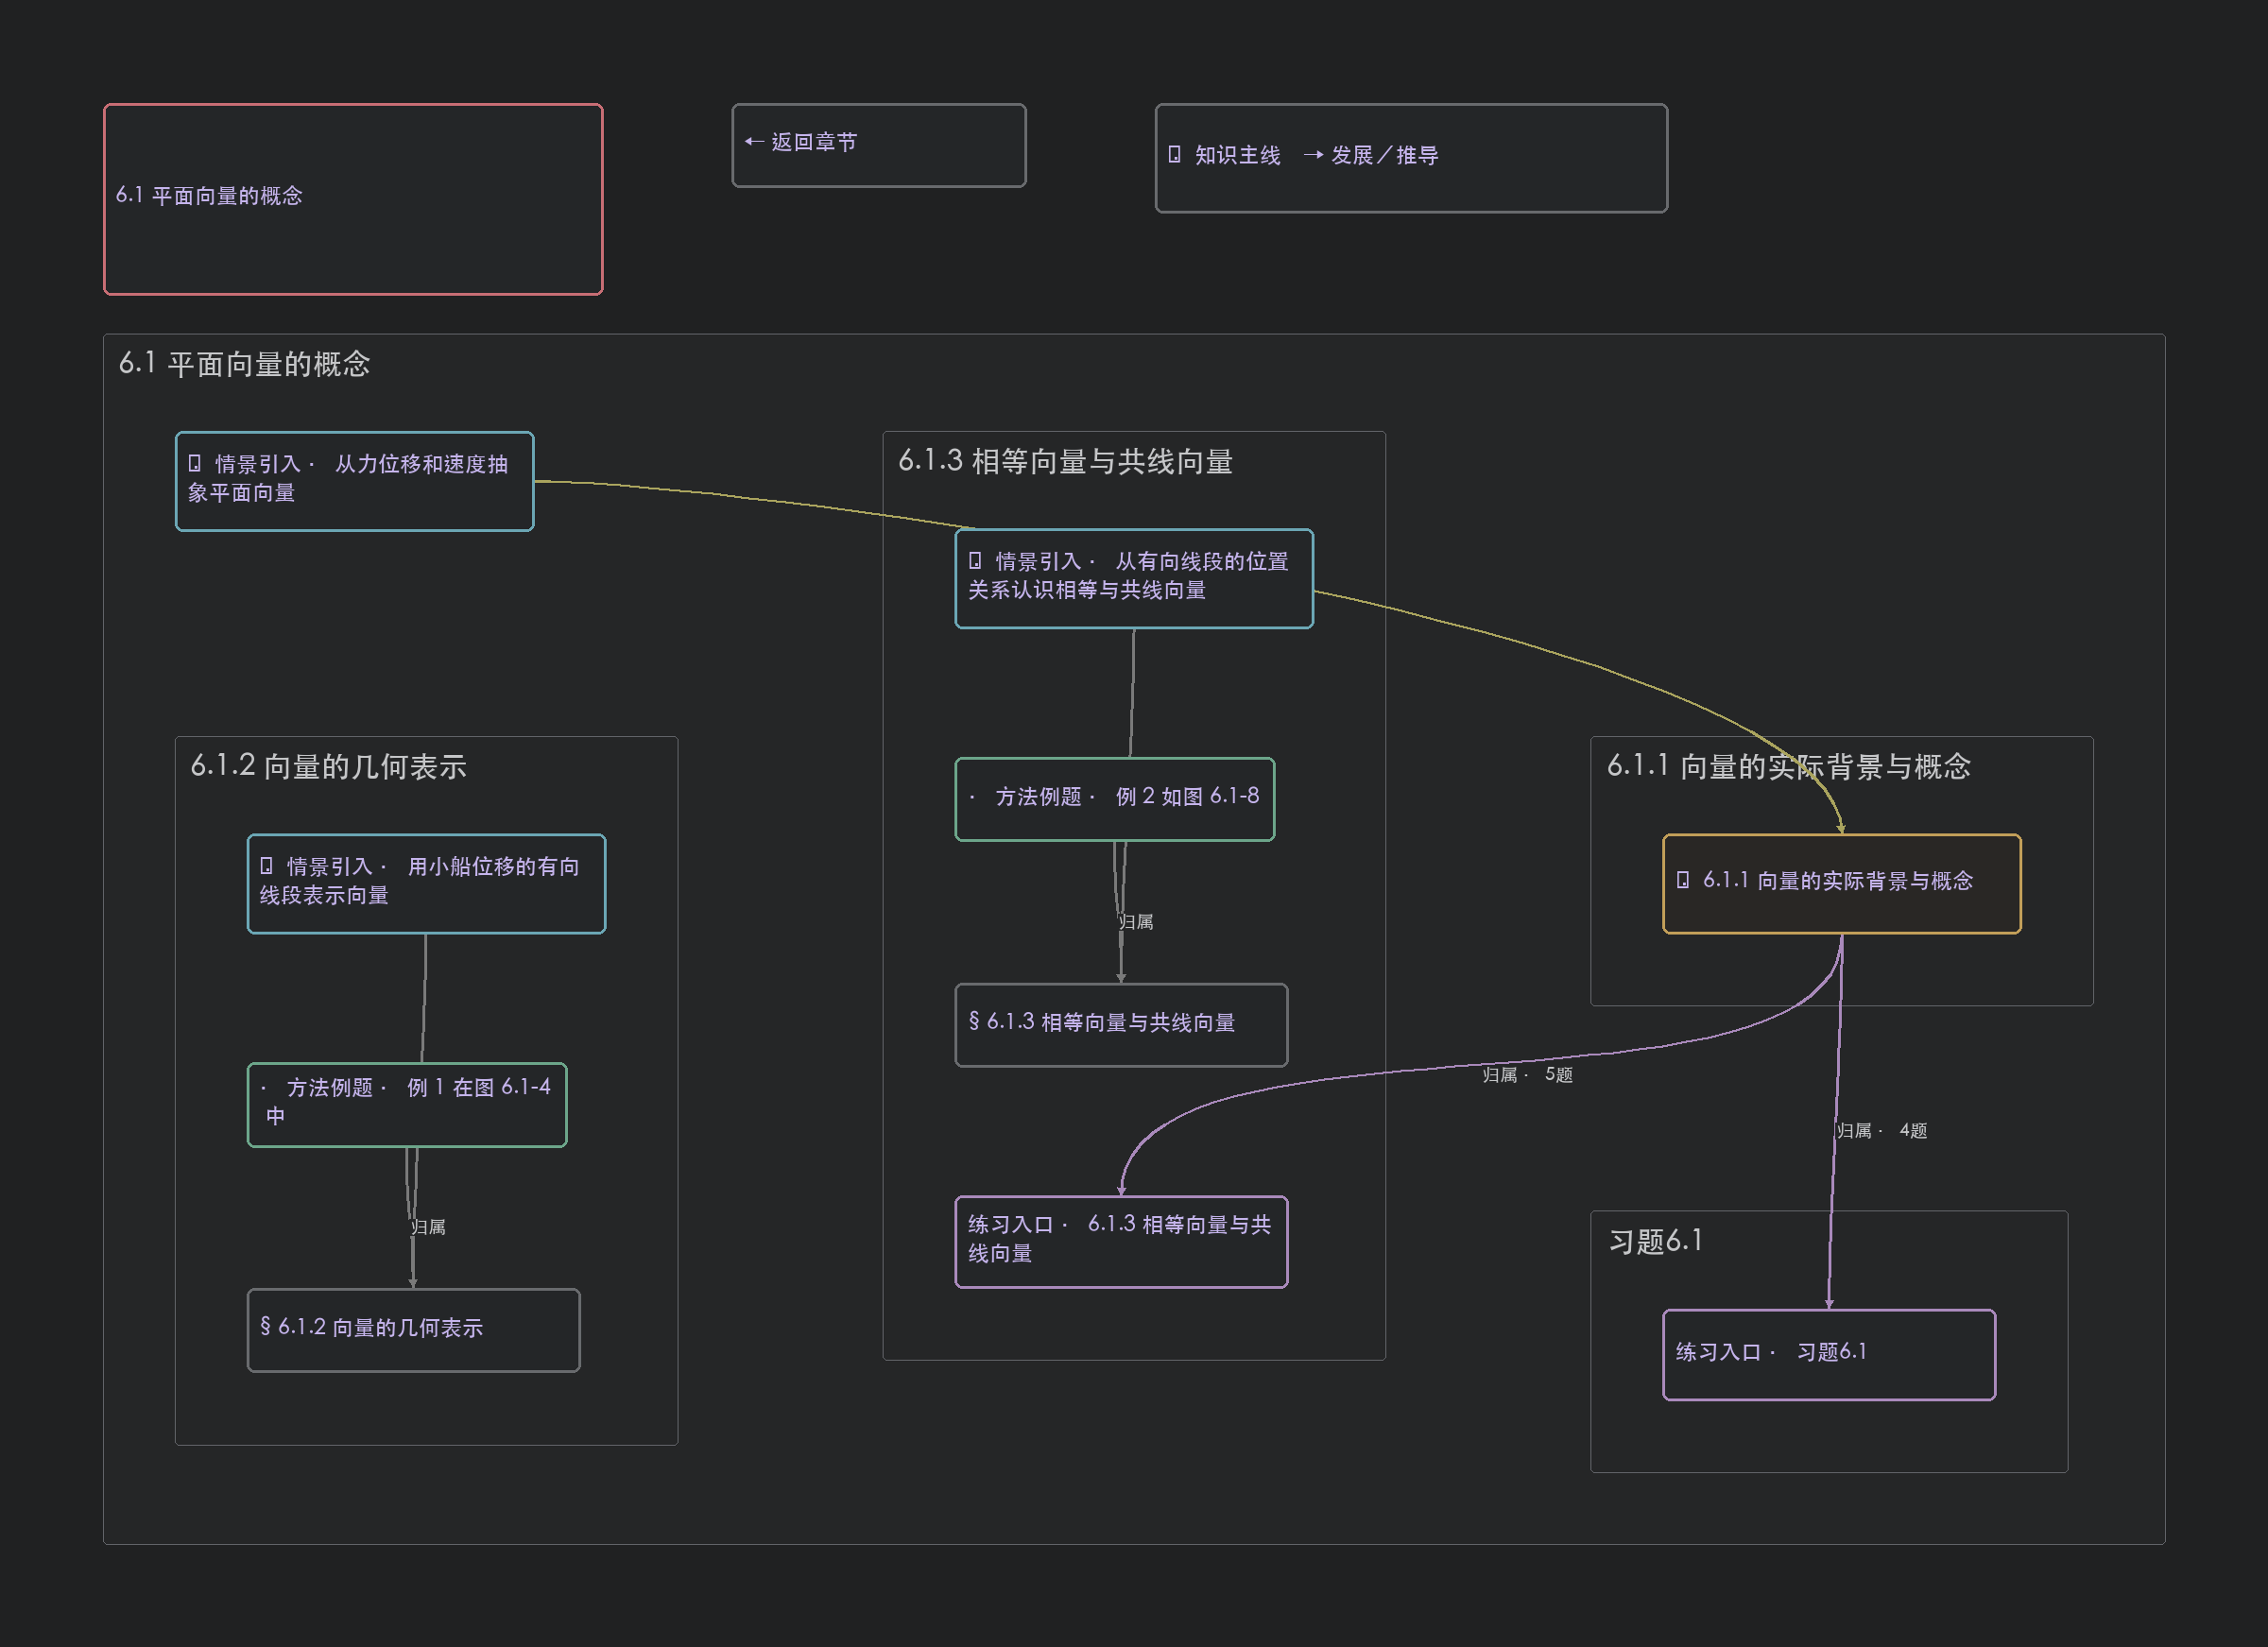 6.1 平面向量的概念
← 返回章节
知识主线 → 发展／推导
6.1 平面向量的概念
情景引入 · 从力位移和速度抽
象平面向量
6.1.3 相等向量与共线向量
情景引入 · 从有向线段的位置
关系认识相等与共线向量
6.1.2 向量的几何表示
6.1.1 向量的实际背景与概念
· 方法例题 · 例 2 如图 6.1-8
情景引入 · 用小船位移的有向
线段表示向量
6.1.1 向量的实际背景与概念
归属
§ 6.1.3 相等向量与共线向量
归属 · 5题
· 方法例题 · 例 1 在图 6.1-4
中
归属 · 4题
归属
练习入口 · 6.1.3 相等向量与共
线向量
习题6.1
§ 6.1.2 向量的几何表示
练习入口 · 习题6.1